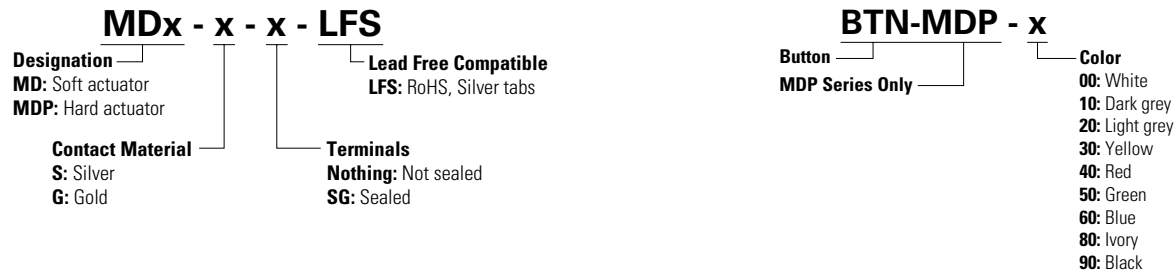 MDx - x - x - LFS
Designation
MD: Soft actuator
MDP: Hard actuator
Lead Free Compatible
LFS: RoHS, Silver tabs
Contact Material
S: Silver
G: Gold
Terminals
Nothing: Not sealed
SG: Sealed
BTN-MDP - x
Button
MDP Series Only
Color
00: White
10: Dark grey
20: Light grey
30: Yellow
40: Red
50: Green
60: Blue
80: Ivory
90: Black